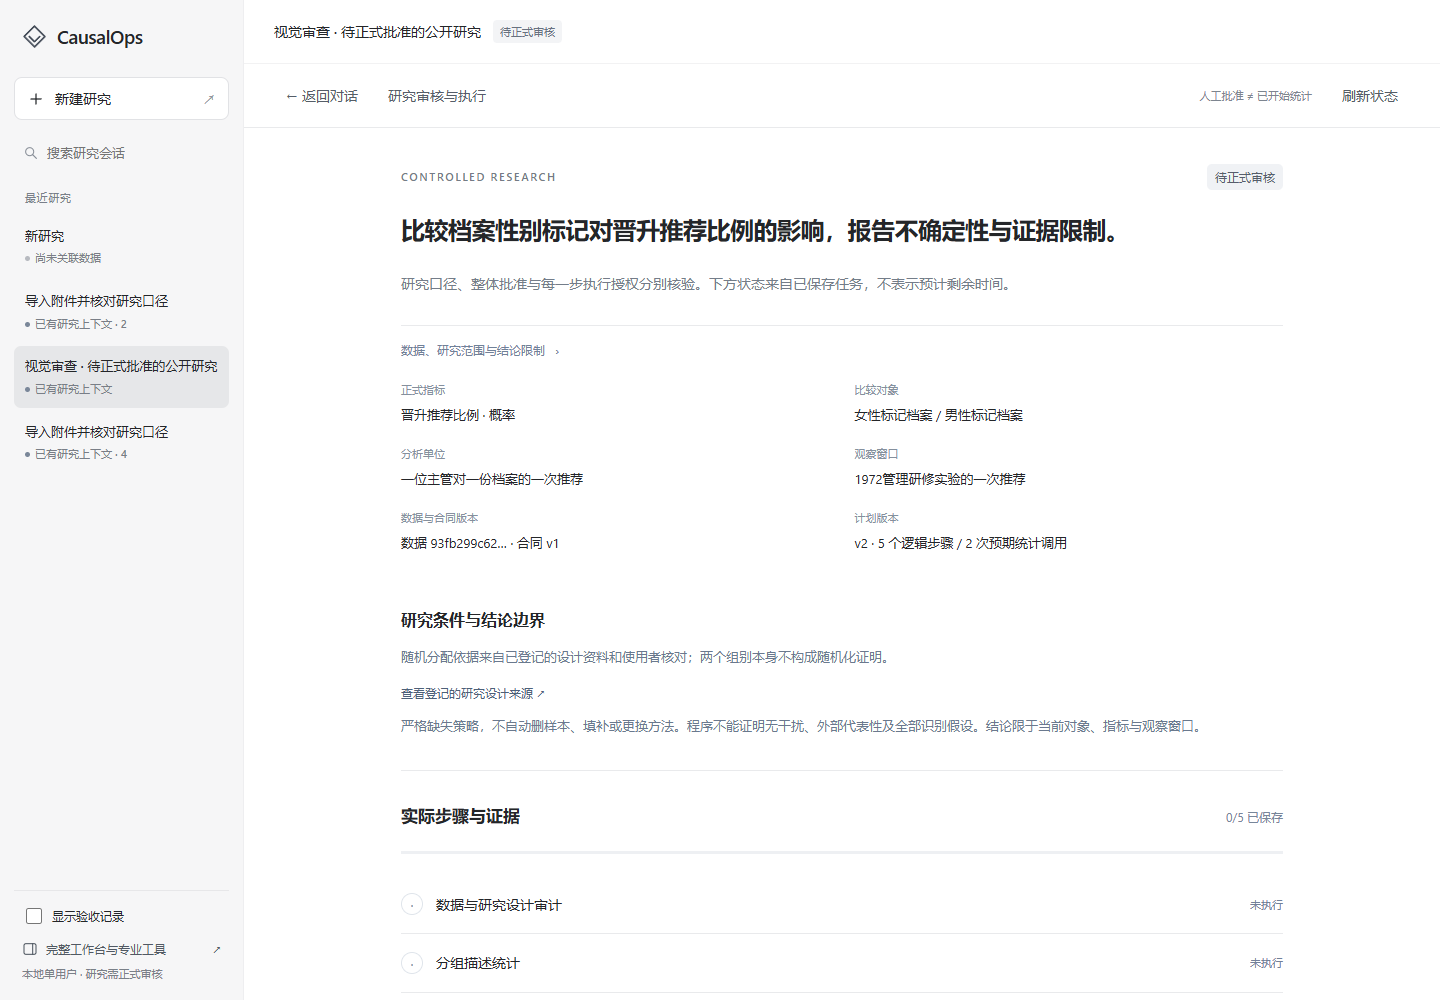 CausalOps
新建研究
搜索研究会话
最近研究
新研究
尚未关联数据
导入附件并核对研究口径
已有研究上下文 · 2
视觉审查 · 待正式批准的公开研究
已有研究上下文
导入附件并核对研究口径
已有研究上下文 · 4
显示验收记录
完整工作台与专业工具 ↗
本地单用户 · 研究需正式审核
视觉审查 · 待正式批准的公开研究 待正式审核
← 返回对话 研究审核与执行 人工批准 ≠ 已开始统计 刷新状态
CONTROLLED RESEARCH 待正式审核
比较档案性别标记对晋升推荐比例的影响，报告不确定性与证据限制。
研究口径、整体批准与每一步执行授权分别核验。下方状态来自已保存任务，不表示预计剩余时间。
数据、研究范围与结论限制 ›
正式指标 比较对象
晋升推荐比例 · 概率 女性标记档案 / 男性标记档案
分析单位 观察窗口
一位主管对一份档案的一次推荐 1972管理研修实验的一次推荐
数据与合同版本 计划版本
数据 93fb299c62... · 合同 v1 v2 · 5 个逻辑步骤 / 2 次预期统计调用
研究条件与结论边界
随机分配依据来自已登记的设计资料和使用者核对；两个组别本身不构成随机化证明。
查看登记的研究设计来源 ↗
严格缺失策略，不自动删样本、填补或更换方法。程序不能证明无干扰、外部代表性及全部识别假设。结论限于当前对象、指标与观察窗口。
实际步骤与证据 0/5 已保存
· 数据与研究设计审计 未执行
· 分组描述统计 未执行